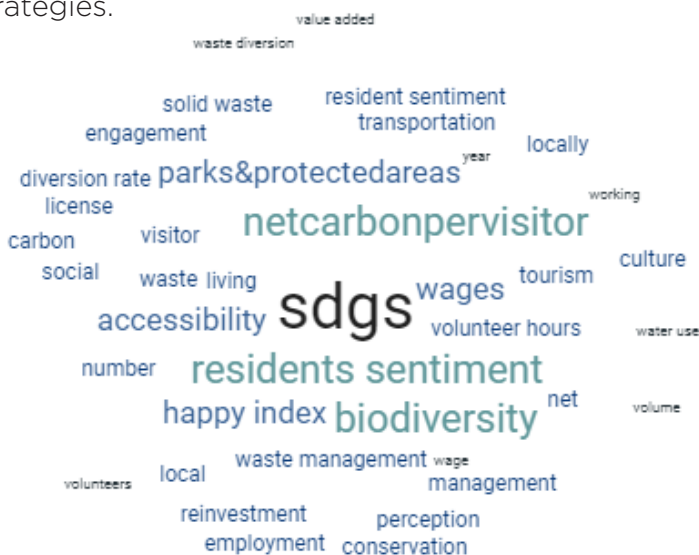 rategies.
value added
waste diversion
solid waste
resident sentiment
transportation
engagement
locally
year
parks&protectedareas
diversion rate
working
license
netcarbonpervisitor
carbon
visitor
culture
social
waste
living
tourism
sdgs
wages
accessibility
volunteer hours
water use
number
residents sentiment
net
happy index
biodiversity
volume
waste management
wage
local
volunteers
management
reinvestment
perception
employment
conservation